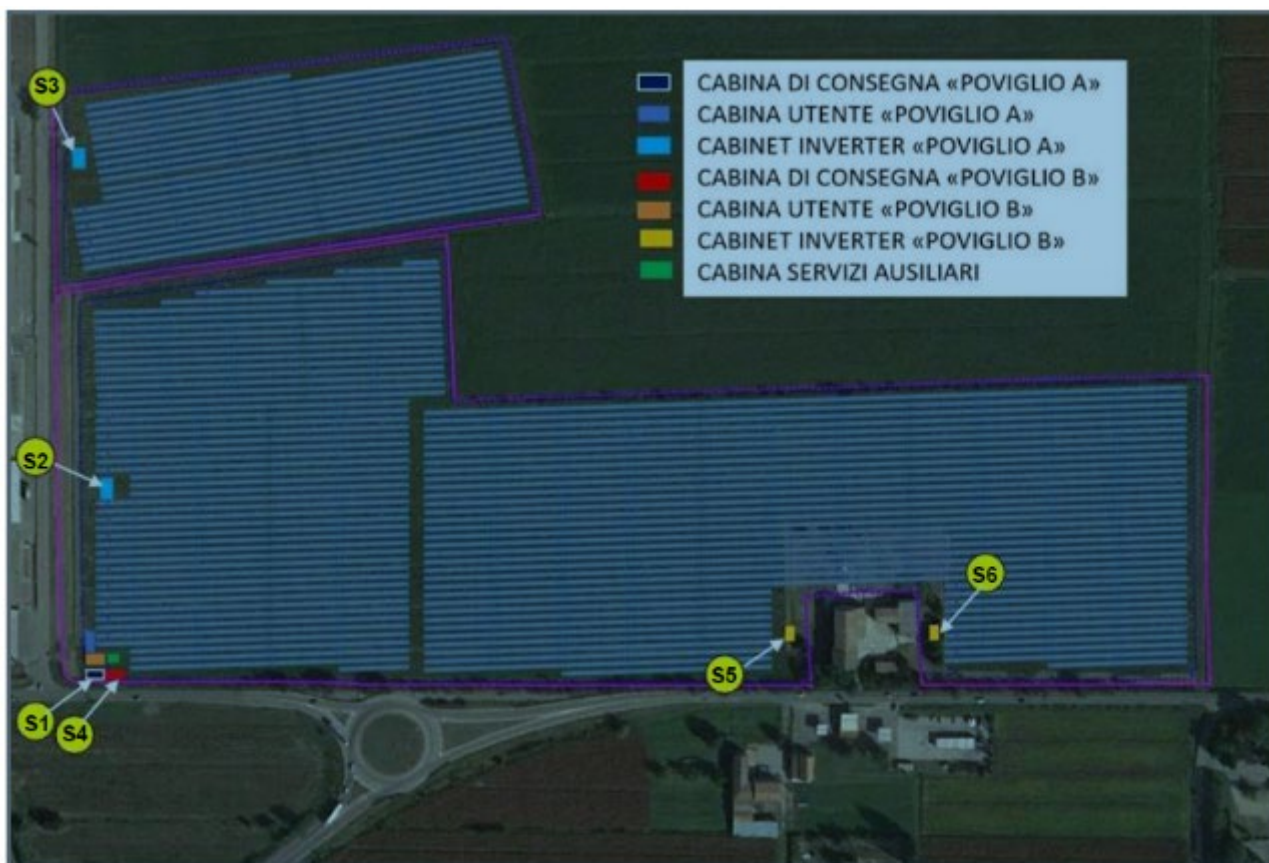 S3
CABINA DI CONSEGNA «POVIGLIO A»
CABINA UTENTE «POVIGLIO A»
CABINET INVERTER «POVIGLIO A»
CABINA DI CONSEGNA «POVIGLIO B»
CABINA UTENTE «POVIGLIO B»
CABINET INVERTER «POVIGLIO B»
CABINA SERVIZI AUSILIARI
S2
S6
S5
S1
S4